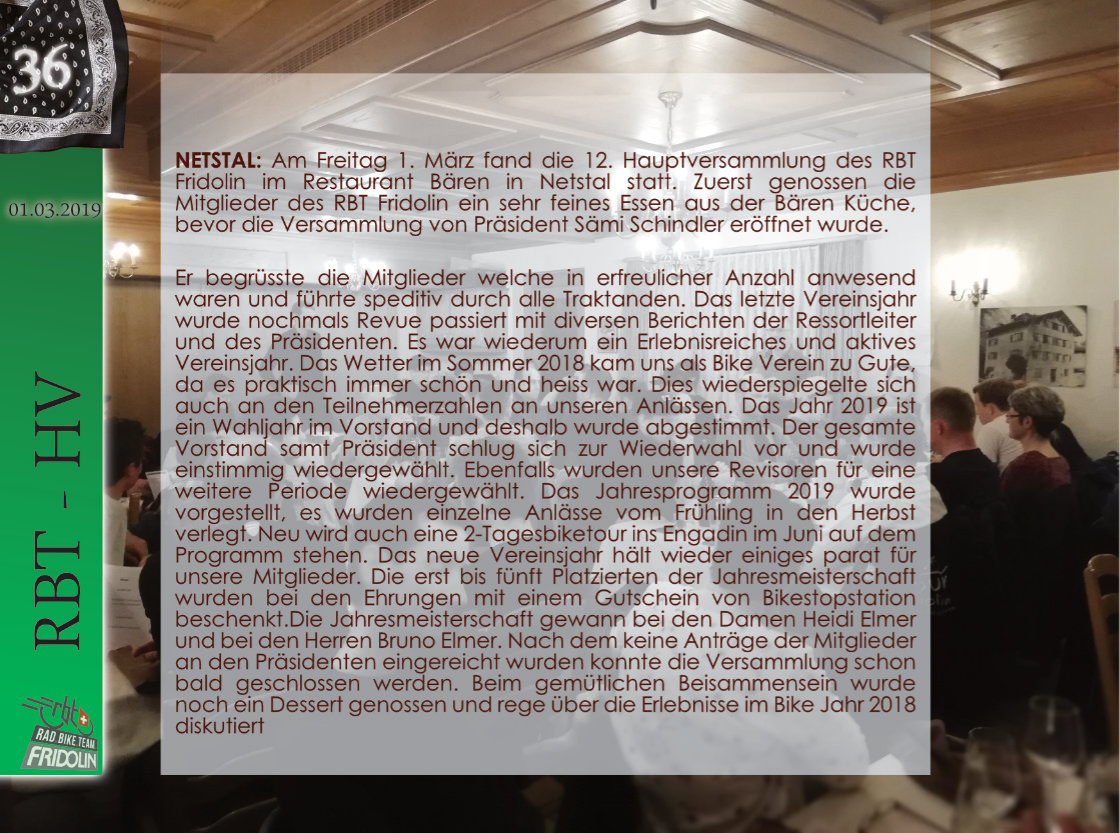 36
01.03.2019
RBT - HV
rbt
RAD BIKE TEAM
FRIDOLIN
NETSTAL: Am Freitag 1. März fand die 12. Hauptversammlung des RBT
Fridolin im Restaurant Bären in Netstal statt. Zuerst genossen die
Mitglieder des RBT Fridolin ein sehr feines Essen aus der Bären Küche,
bevor die Versammlung von Präsident Sämi Schindler eröffnet wurde.
Er begrüsste die Mitglieder welche in erfreulicher Anzahl anwesend
waren und führte speditiv durch alle Traktanden. Das letzte Vereinsjahr
wurde nochmals Revue passiert mit diversen Berichten der Ressortleiter
und des Präsidenten. Es war wiederum ein Erlebnisreiches und aktives
Vereinsjahr. Das Wetter im Sommer 2018 kam uns als Bike Verein zu Gute,
da es praktisch immer schön und heiss war. Dies wiederspiegelte sich
auch an den Teilnehmerzahlen an unseren Anlässen. Das Jahr 2019 ist
ein Wahljahr im Vorstand und deshalb wurde abgestimmt. Der gesamte
Vorstand samt Präsident schlug sich zur Wiederwahl vor und wurde
einstimmig wiedergewählt. Ebenfalls wurden unsere Revisoren für eine
weitere Periode wiedergewählt. Das Jahresprogramm 2019 wurde
vorgestellt, es wurden einzelne Anlässe vom Frühling in den Herbst
verlegt. Neu wird auch eine 2-Tagesbiketour ins Engadin im Juni auf dem
Programm stehen. Das neue Vereinsjahr hält wieder einiges parat für
unsere Mitglieder. Die erst bis fünft Platzierten der Jahresmeisterschaft
wurden bei den Ehrungen mit einem Gutschein von Bikestopstation
beschenkt.Die Jahresmeisterschaft gewann bei den Damen Heidi Elmer
und bei den Herren Bruno Elmer. Nach dem keine Anträge der Mitglieder
an den Präsidenten eingereicht wurden konnte die Versammlung schon
bald geschlossen werden. Beim gemütlichen Beisammensein wurde
noch ein Dessert genossen und rege über die Erlebnisse im Bike Jahr 2018
diskutiert